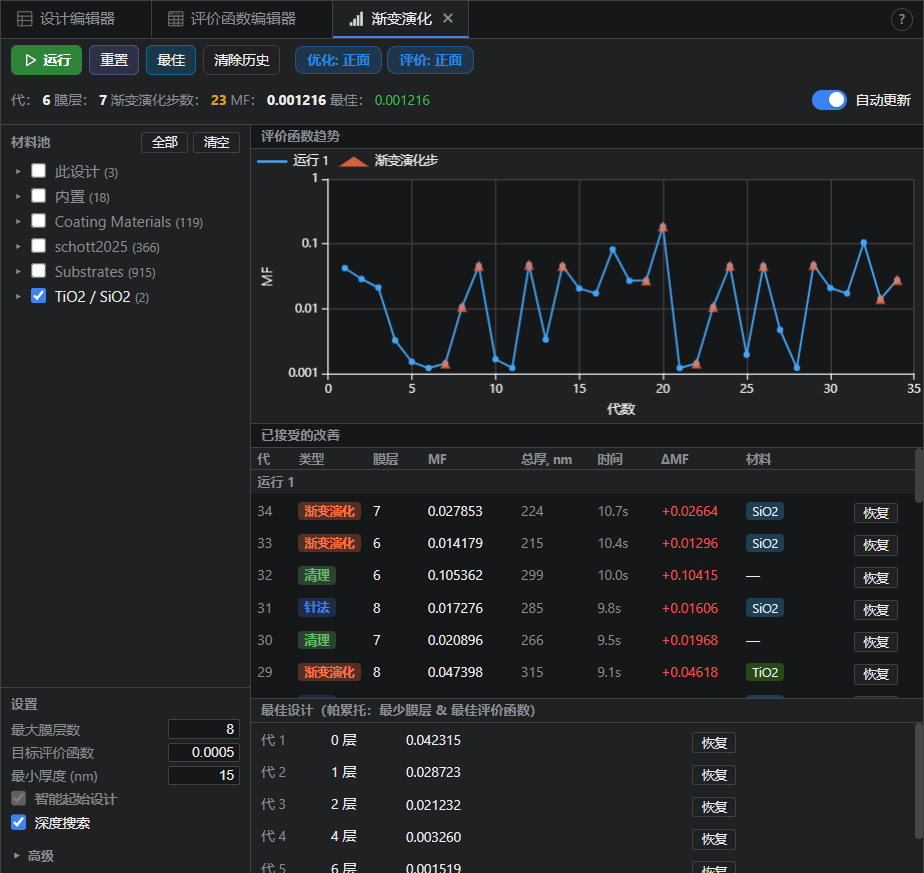 设计编辑器 评价函数编辑器 渐变演化 ✕ ?
运行 重置 最佳 清除历史 优化: 正面 评价: 正面
代： 6 膜层： 7 渐变演化步数： 23 MF： 0.001216 最佳： 0.001216 自动更新
材料池 全部 清空
此设计 (3)
内置 (18)
Coating Materials (119)
schott2025 (366)
Substrates (915)
TiO2 / SiO2 (2)
设置
最大膜层数 8
目标评价函数 0.0005
最小厚度 (nm) 15
智能起始设计
深度搜索
高级
评价函数趋势
运行 1 渐变演化步
1
0.1
0.01
0.001
MF
0 5 10 15 20 25 30 35
代数
已接受的改善
代 类型 膜层 MF 总厚, nm 时间 ΔMF 材料
运行 1
34 渐变演化 7 0.027853 224 10.7s +0.02664 SiO2 恢复
33 渐变演化 6 0.014179 215 10.4s +0.01296 SiO2 恢复
32 清理 6 0.105362 299 10.0s +0.10415 — 恢复
31 针法 8 0.017276 285 9.8s +0.01606 SiO2 恢复
30 清理 7 0.020896 266 9.5s +0.01968 — 恢复
29 渐变演化 8 0.047398 315 9.1s +0.04618 TiO2 恢复
最佳设计（帕累托：最少膜层 & 最佳评价函数）
代 1 0 层 0.042315 恢复
代 2 1 层 0.028723 恢复
代 3 2 层 0.021232 恢复
代 4 4 层 0.003260 恢复
代 5 6 层 0.001519 恢复